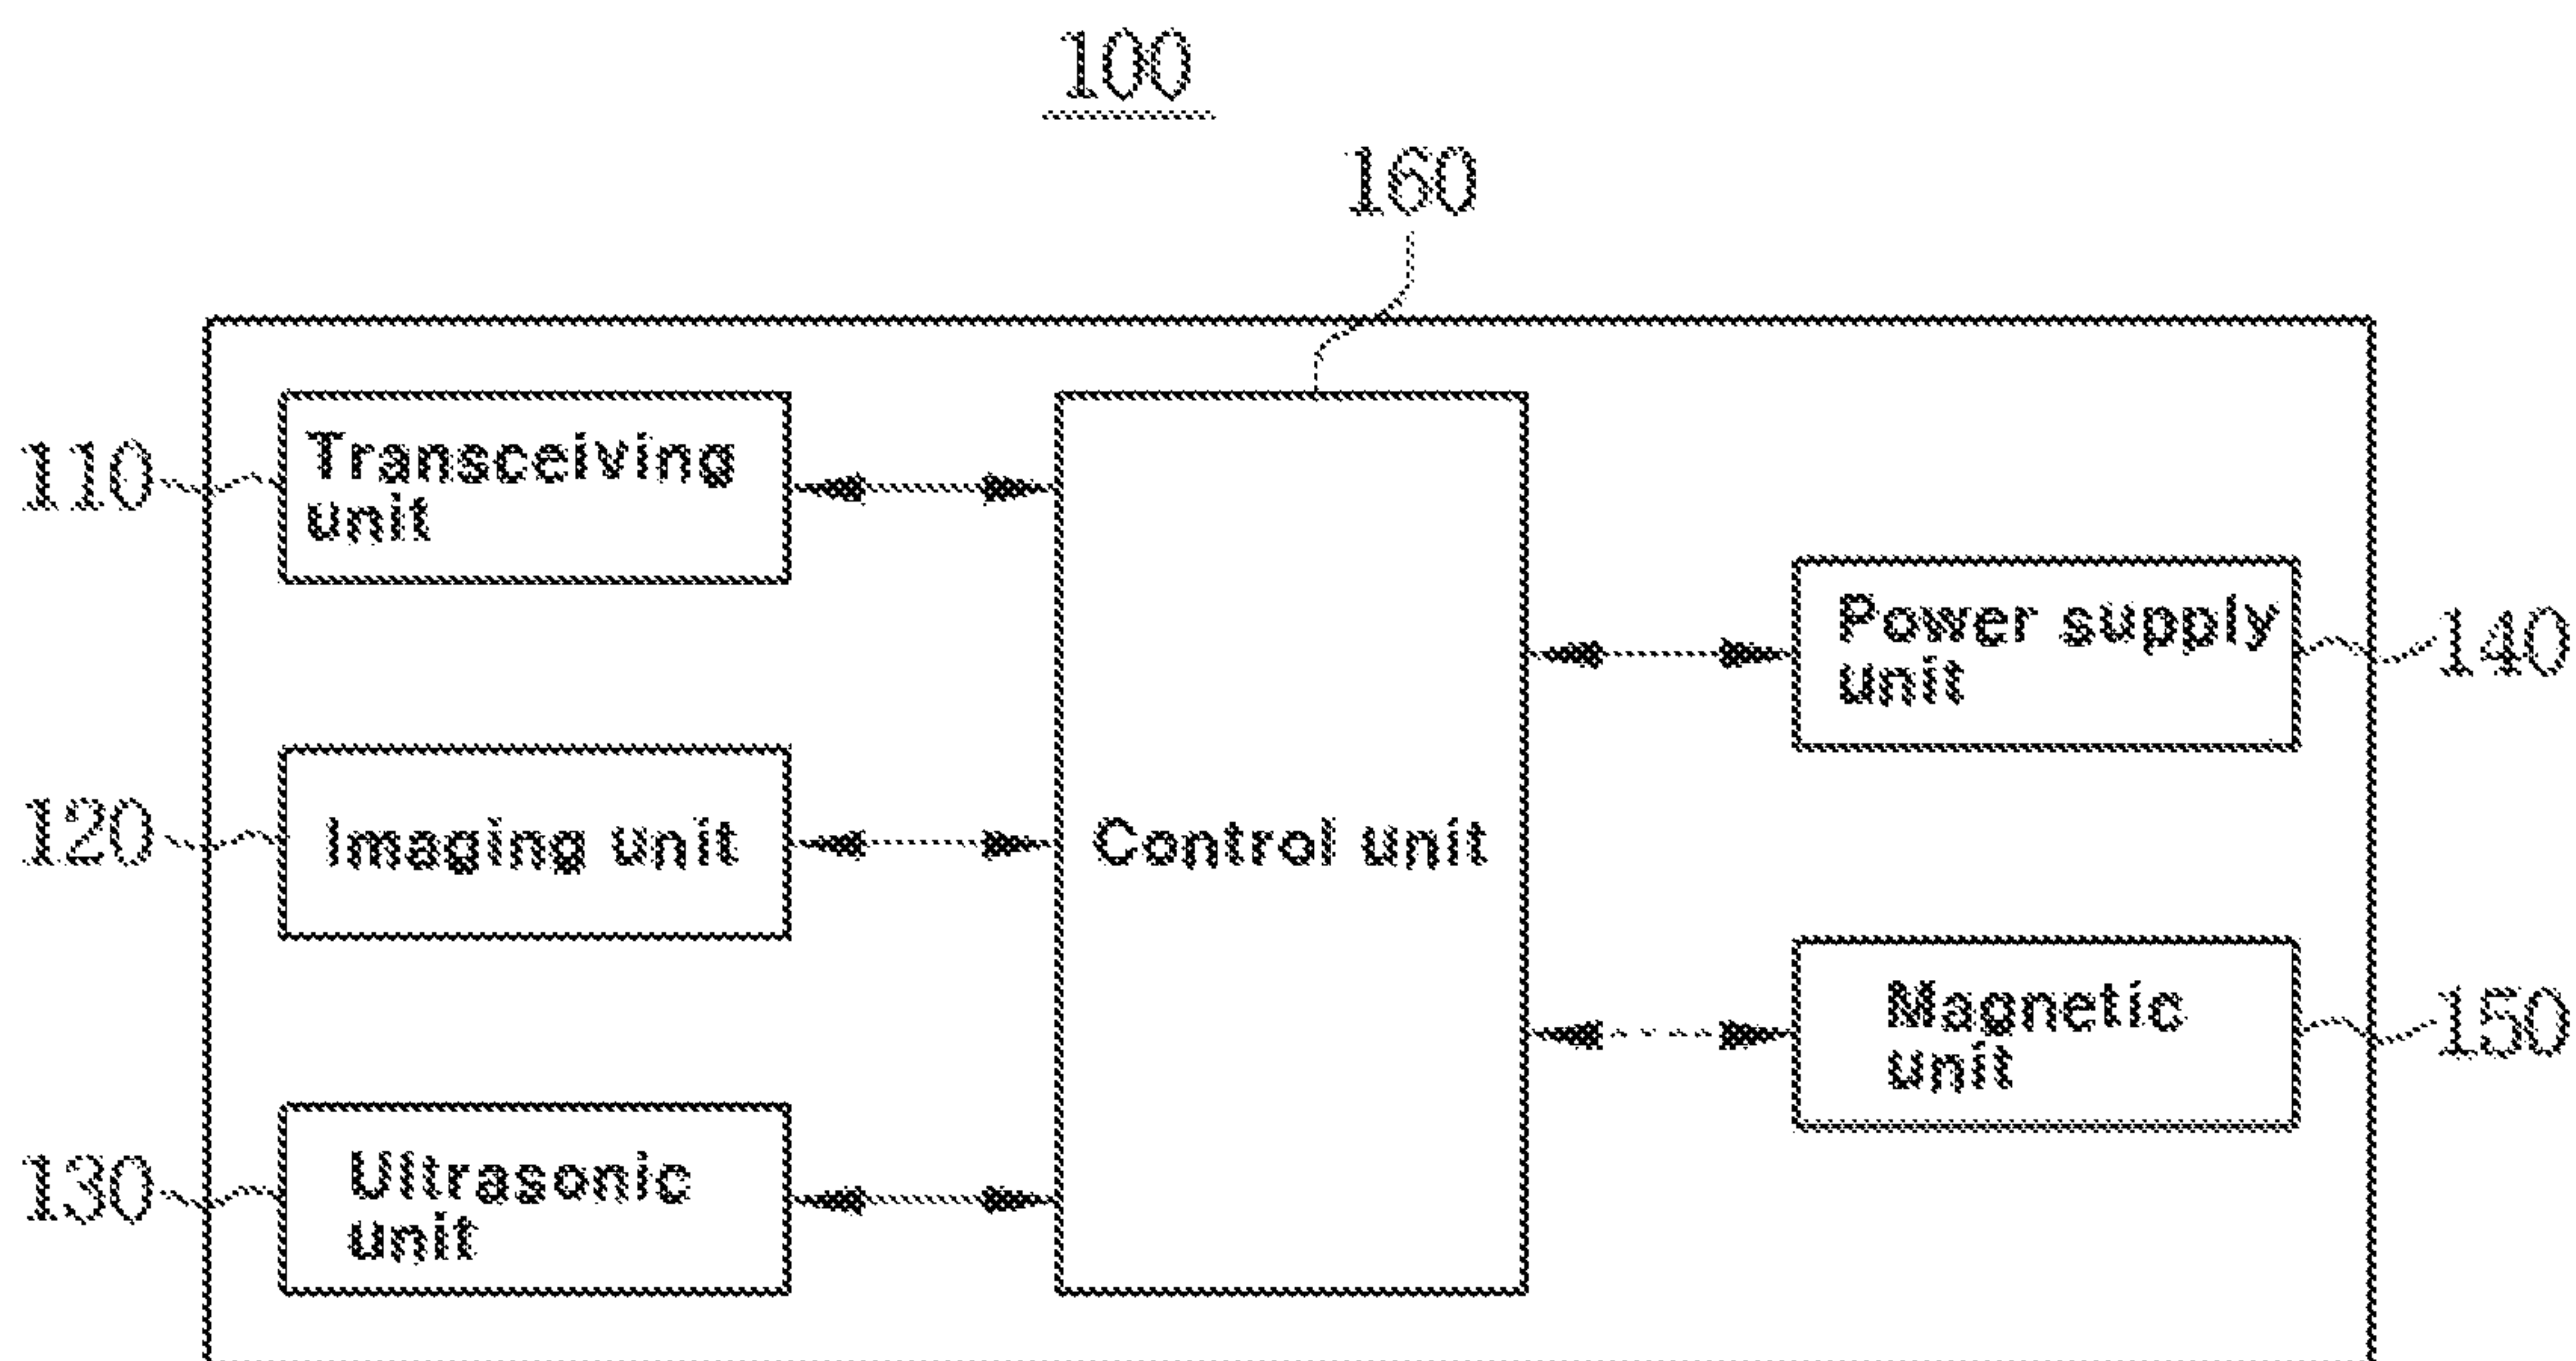 100
160
110
Transceiving
unit
120
Imaging unit
130
Ultrasonic
unit
Control unit
Power supply
unit
140
Magnetic
unit
150